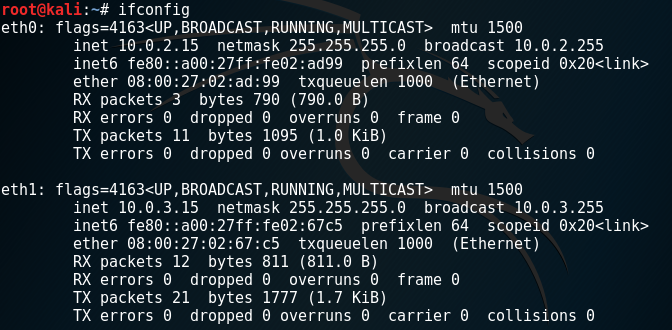 root@kali:~# ifconfig
eth0: flags=4163<UP,BROADCAST,RUNNING,MULTICAST>  mtu 1500
        inet 10.0.2.15  netmask 255.255.255.0  broadcast 10.0.2.255
        inet6 fe80::a00:27ff:fe02:ad99  prefixlen 64  scopeid 0x20<link>
        ether 08:00:27:02:ad:99  txqueuelen 1000  (Ethernet)
        RX packets 3  bytes 790 (790.0 B)
        RX errors 0  dropped 0  overruns 0  frame 0
        TX packets 11  bytes 1095 (1.0 KiB)
        TX errors 0  dropped 0 overruns 0  carrier 0  collisions 0

eth1: flags=4163<UP,BROADCAST,RUNNING,MULTICAST>  mtu 1500
        inet 10.0.3.15  netmask 255.255.255.0  broadcast 10.0.3.255
        inet6 fe80::a00:27ff:fe02:67c5  prefixlen 64  scopeid 0x20<link>
        ether 08:00:27:02:67:c5  txqueuelen 1000  (Ethernet)
        RX packets 12  bytes 811 (811.0 B)
        RX errors 0  dropped 0  overruns 0  frame 0
        TX packets 21  bytes 1777 (1.7 KiB)
        TX errors 0  dropped 0 overruns 0  carrier 0  collisions 0